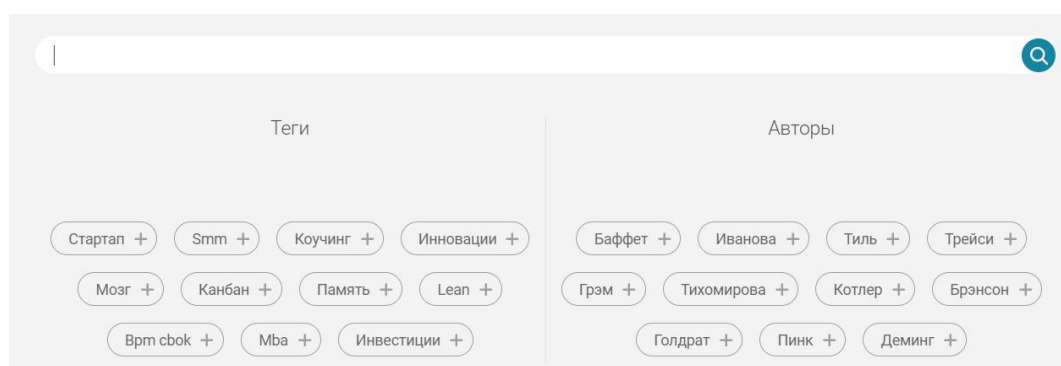 Теги
Стартап + Smm + Коучинг + Инновации +
Мозг + Канбан + Память + Lean +
Bpm cbok + Mba + Инвестиции +
Авторы
Баффет + Иванова + Тиль + Трейси +
Грэм + Тихомирова + Котлер + Брэнсон +
Голдрат + Пинк + Деминг +